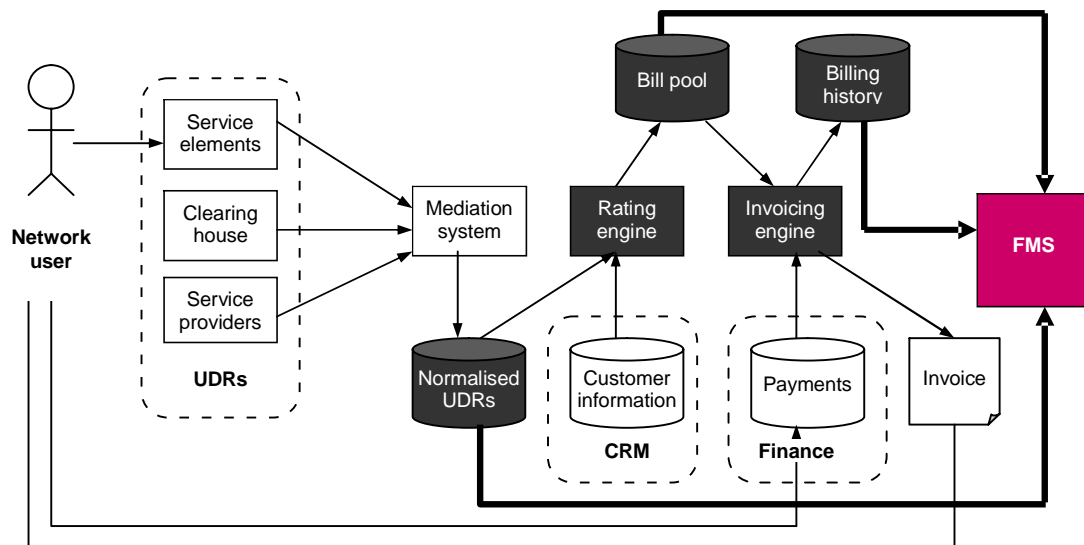 Network
user
Service
elements
Clearing
house
Service
providers
UDRs
Mediation
system
Normalised
UDRs
Rating
engine
Bill pool
Customer
information
CRM
Invoicing
engine
Billing
history
Payments
Finance
Invoice
FMS